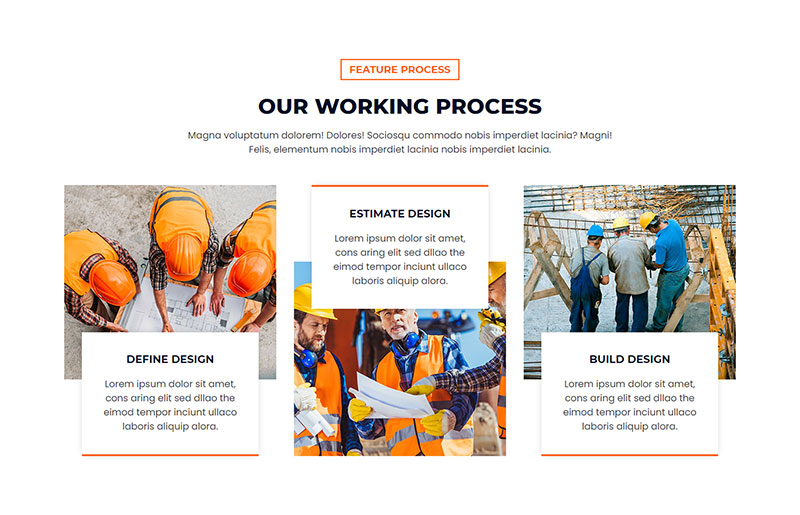 FEATURE PROCESS
OUR WORKING PROCESS
Magna voluptatum dolorem! Dolores! Sociosqu commodo nobis imperdiet lacinia? Magni!
Felis, elementum nobis imperdiet lacinia nobis imperdiet lacinia.
DEFINE DESIGN
Lorem ipsum dolor sit amet,
cons aring elit sed dllao the
eimod tempor inciunt ullaco
laboris aliquip alora.
ESTIMATE DESIGN
Lorem ipsum dolor sit amet,
cons aring elit sed dllao the
eimod tempor inciunt ullaco
laboris aliquip alora.
BUILD DESIGN
Lorem ipsum dolor sit amet,
cons aring elit sed dllao the
eimod tempor inciunt ullaco
laboris aliquip alora.